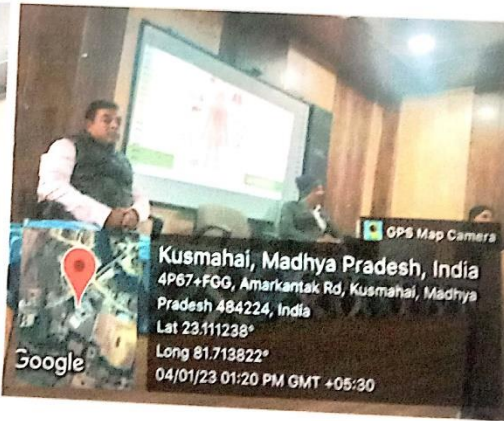 GPS Map Camera
Kusmahai, Madhya Pradesh, India
4P67+FGG, Amarkantak Rd, Kusmahai, Madhya
Pradesh 484224, India
Lat 23.111238°
Long 81.713822°
04/01/23 01:20 PM GMT +05:30
Google